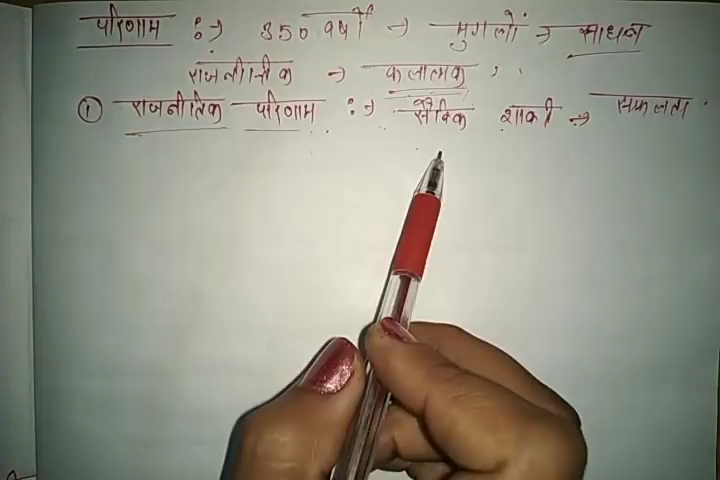 परिणाम :→ 350 वर्षों → मुगलों → साधन
राजनीतिक → कलात्मक,
① राजनीतिक परिणाम :→ सैनिक शक्ती → सफलता